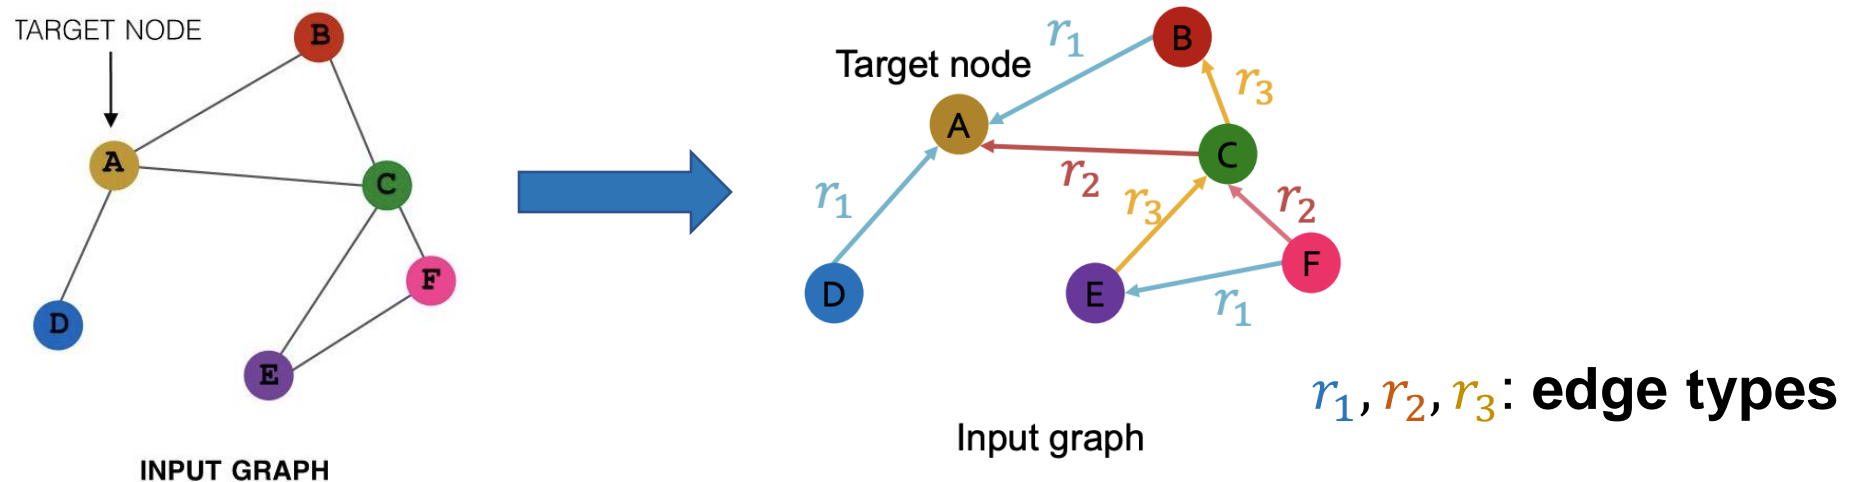 TARGET NODE
B
A
C
F
D
E
INPUT GRAPH
r₁
B
Target node
r₃
A
C
r₂
r₁
r₃
r₂
F
D
E
r₁
r₁, r₂, r₃: edge types
Input graph